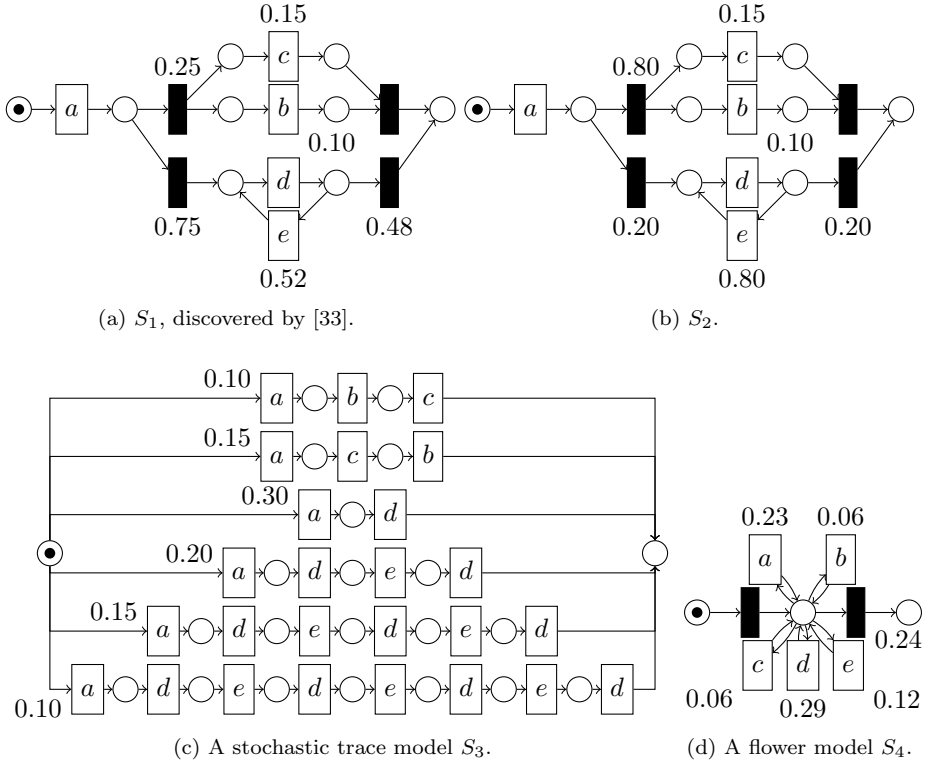 0.15
0.25
c
a
b
0.10
d
0.75
e
0.48
0.52
(a) S1, discovered by [33].
0.15
0.80
c
a
b
0.10
d
0.20
e
0.20
0.80
(b) S2.
0.10 a b c
0.15 a c b
0.30 a d
0.20 a d e d
0.15 a d e d e d
0.10 a d e d e d e d
(c) A stochastic trace model S3.
0.23 0.06
a b
0.24
c d e
0.06 0.29 0.12
(d) A flower model S4.